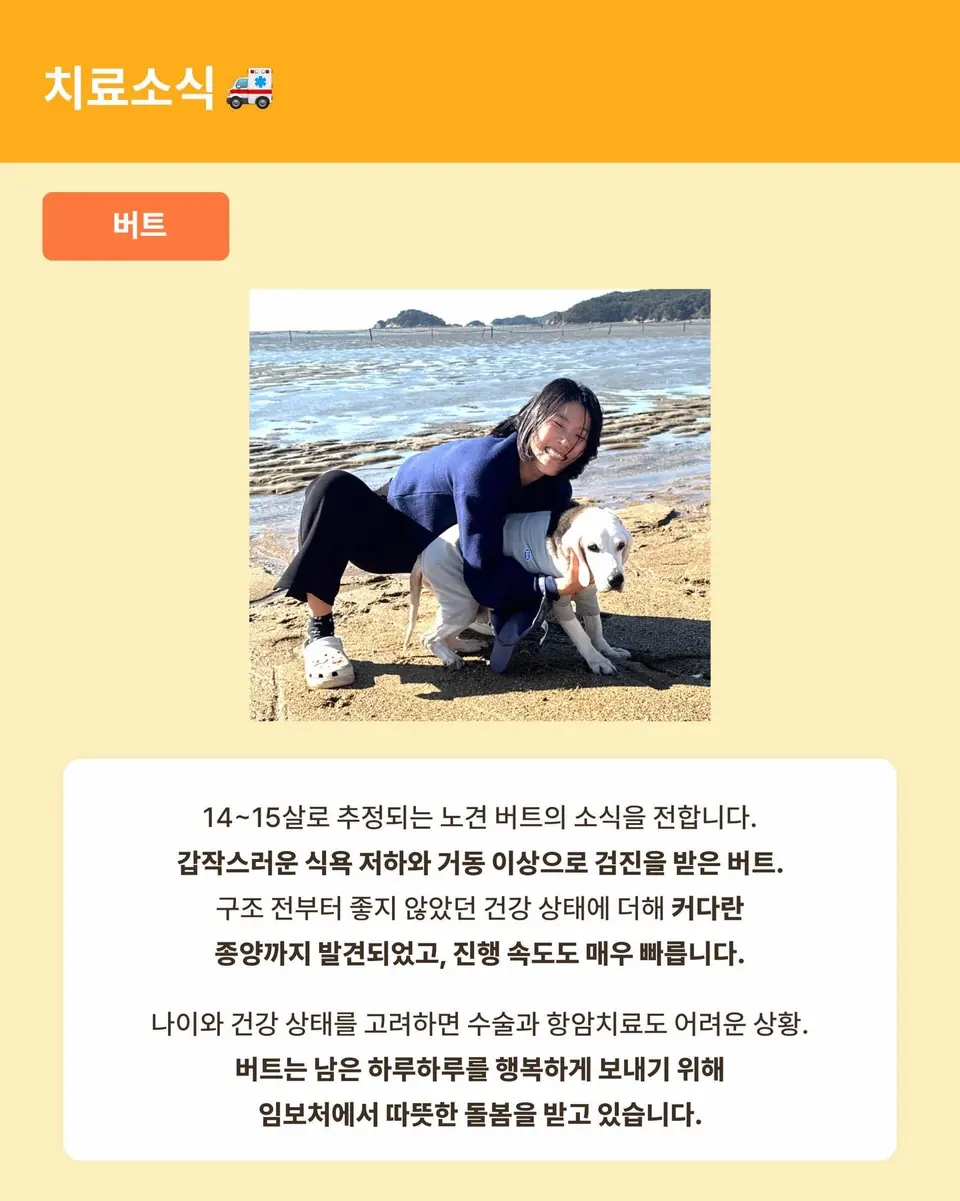 치료소식
버트
14~15살로 추정되는 노견 버트의 소식을 전합니다.
갑작스러운 식욕 저하와 거동 이상으로 검진을 받은 버트.
구조 전부터 좋지 않았던 건강 상태에 더해 커다란
종양까지 발견되었고, 진행 속도도 매우 빠릅니다.
나이와 건강 상태를 고려하면 수술과 항암치료도 어려운 상황.
버트는 남은 하루하루를 행복하게 보내기 위해
임보처에서 따뜻한 돌봄을 받고 있습니다.